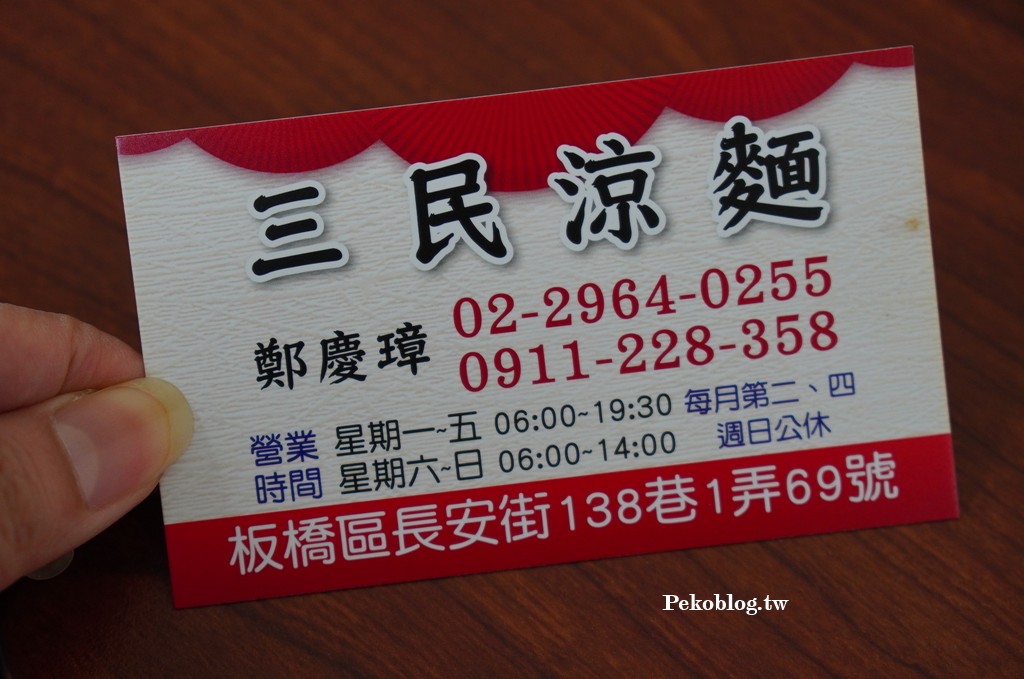 三民涼麵
鄭慶璋
02-2964-0255
0911-228-358
營業時間
星期一~五 06:00~19:30
星期六~日 06:00~14:00
每月第二、四
週日公休
板橋區長安街138巷1弄69號
Pekoblog.tw